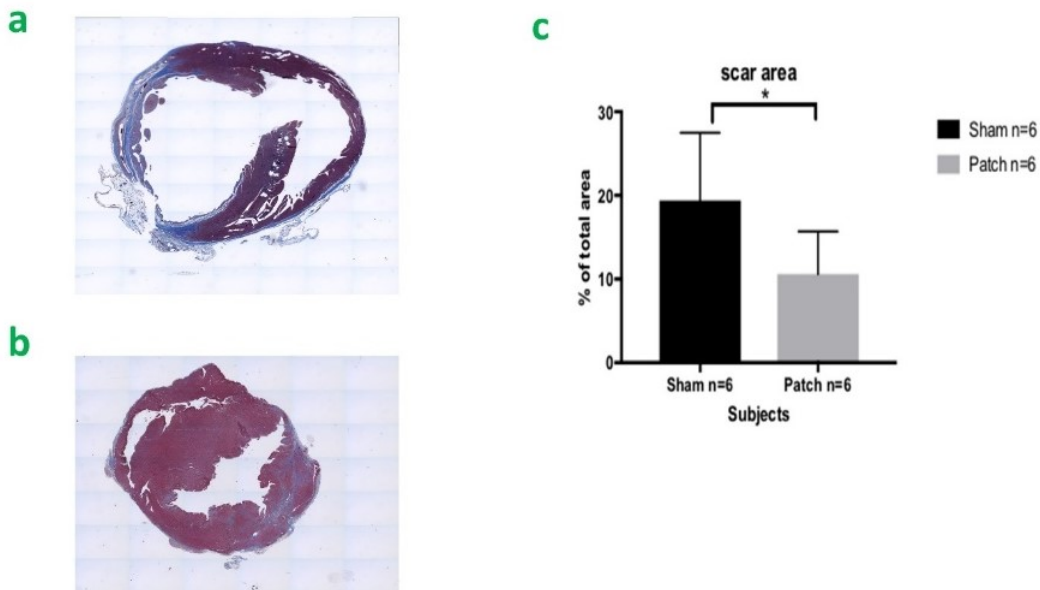 a
b
c
scar area
*
% of total area
30
20
10
0
Sham n=6
Patch n=6
Subjects
Sham n=6
Patch n=6